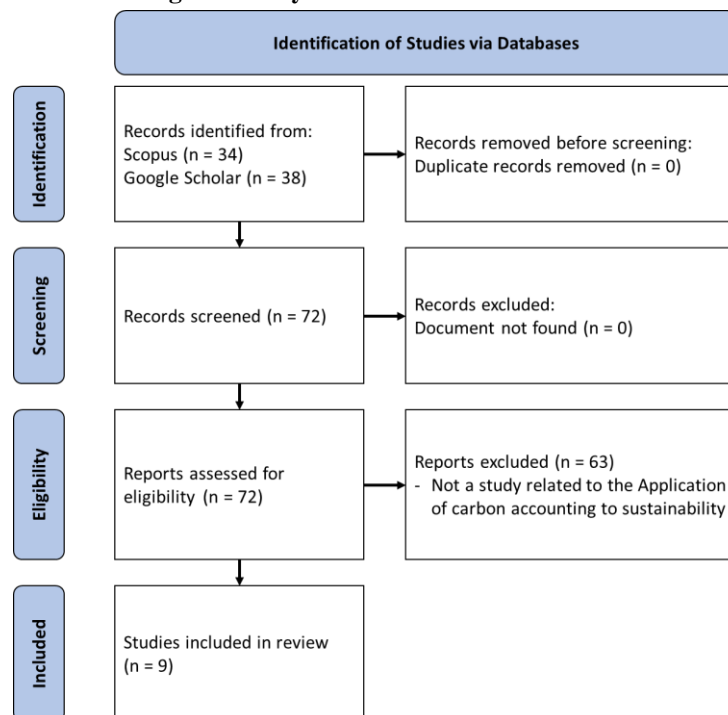 Identification of Studies via Databases
Identification
Records identified from:
Scopus (n = 34)
Google Scholar (n = 38)
Records removed before screening:
Duplicate records removed (n = 0)
Screening
Records screened (n = 72)
Records excluded:
Document not found (n = 0)
Eligibility
Reports assessed for
eligibility (n = 72)
Reports excluded (n = 63)
- Not a study related to the Application
of carbon accounting to sustainability
Included
Studies included in review
(n = 9)